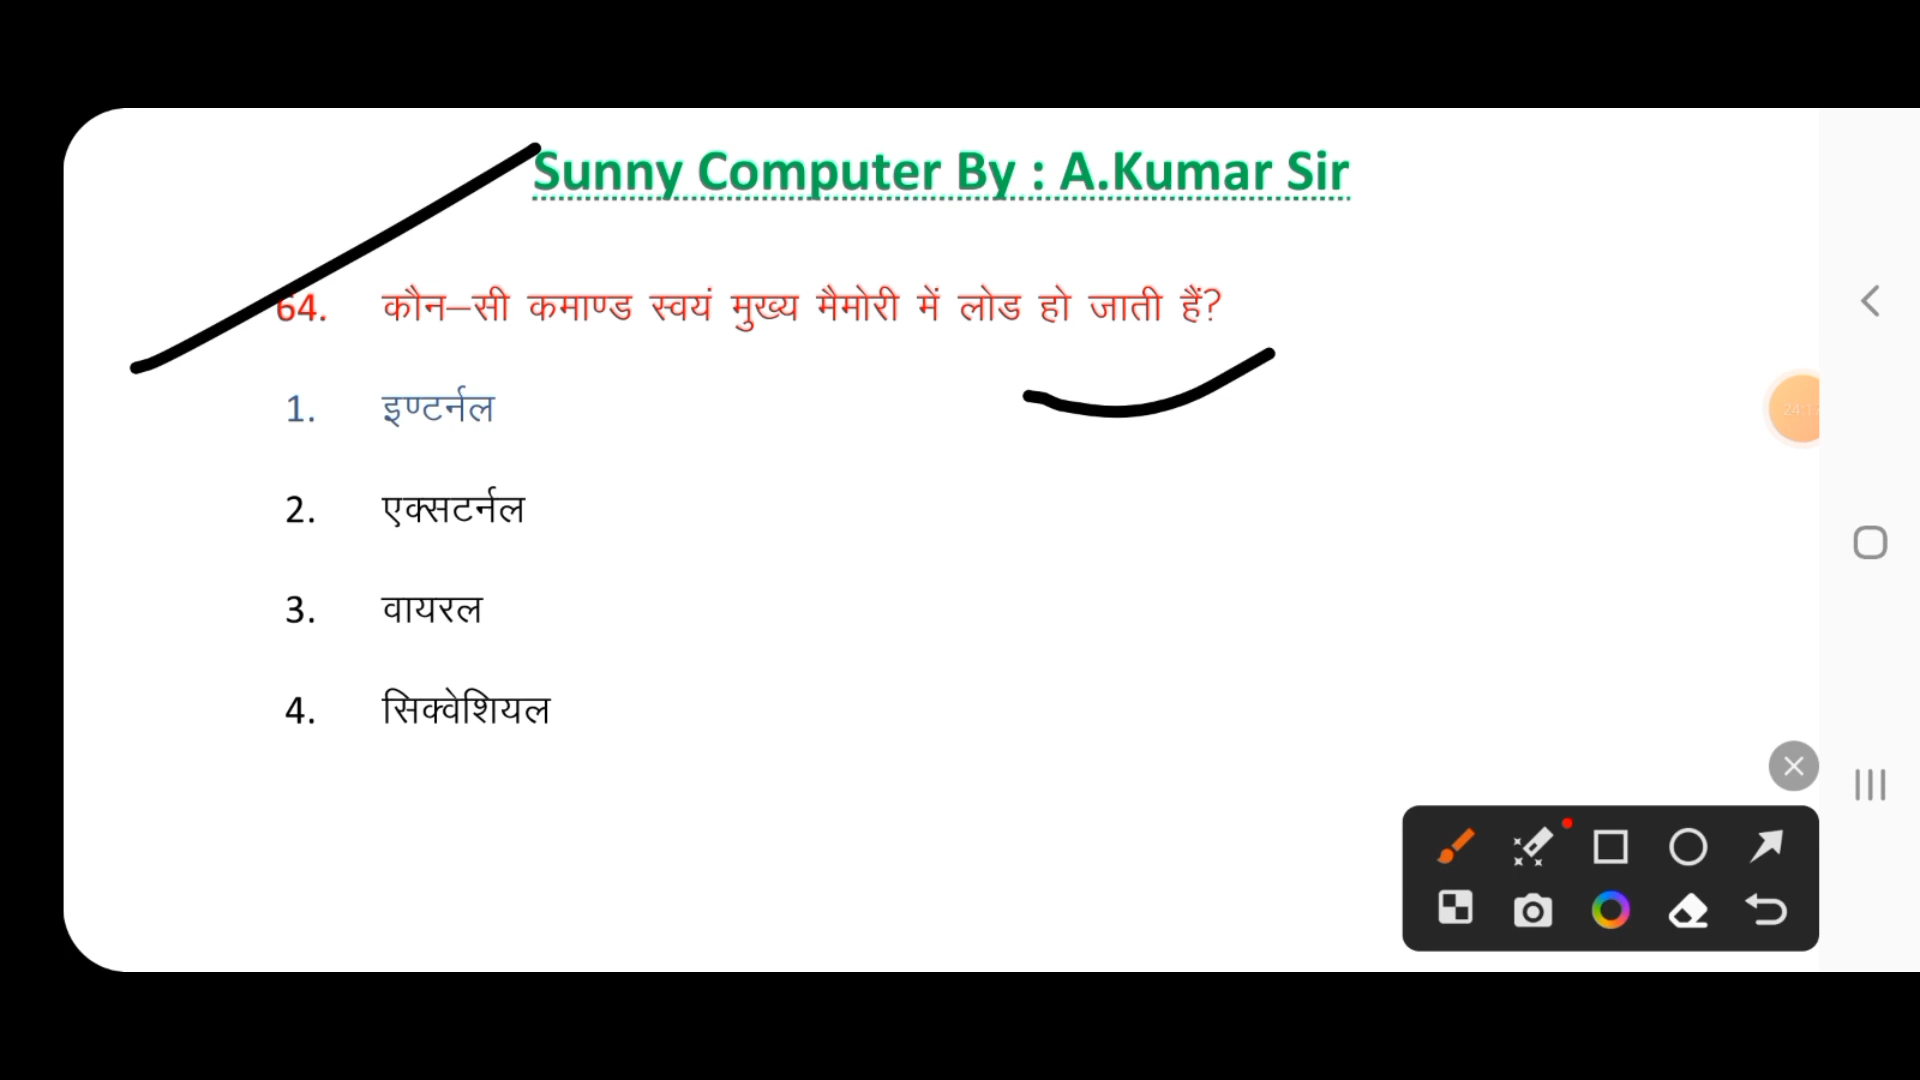 Sunny Computer By : A.Kumar Sir
64. कौन–सी कमाण्ड स्वयं मुख्य मैमोरी में लोड हो जाती हैं?
1. इण्टर्नल
2. एक्सटर्नल
3. वायरल
4. सिक्वेशियल